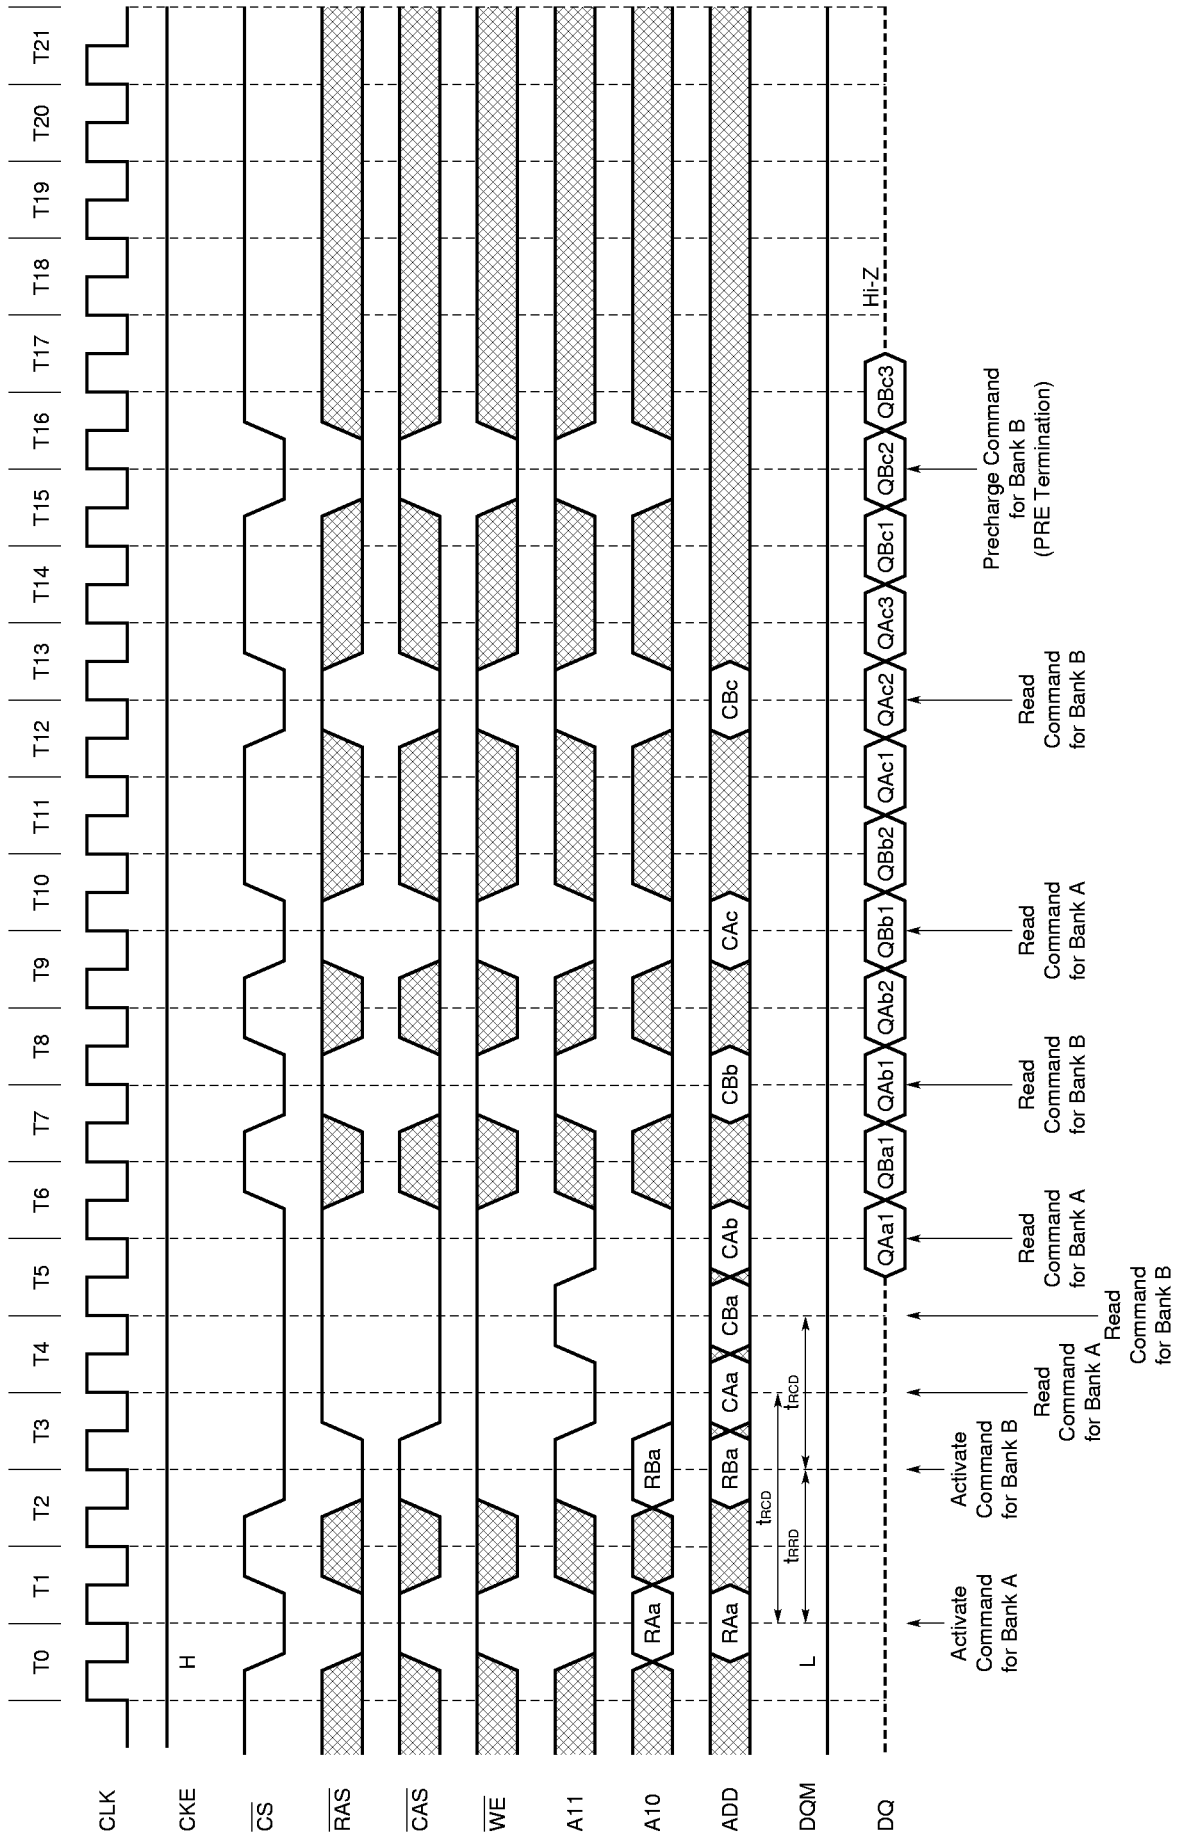 T0 T1 T2 T3 T4 T5 T6 T7 T8 T9 T10 T11 T12 T13 T14 T15 T16 T17 T18 T19 T20 T21
CLK
CKE
H
CS
RAS
CAS
WE
A11
A10
RAa RBa
ADD
RAa RBa CAa CBa CAb CBb CAc CBc
tRCD
tRRD tRCD
DQM
L
DQ
QAa1 QBa1 QAb1 QAb2 QBb1 QBb2 QAc1 QAc2 QAc3 QBc1 QBc2 QBc3
Hi-Z
Activate
Command
for Bank A
Activate
Command
for Bank B
Read
Command
for Bank A
Read
Command
for Bank B
Read
Command
for Bank A
Read
Command
for Bank B
Read
Command
for Bank A
Read
Command
for Bank B
Precharge Command
for Bank B
(PRE Termination)